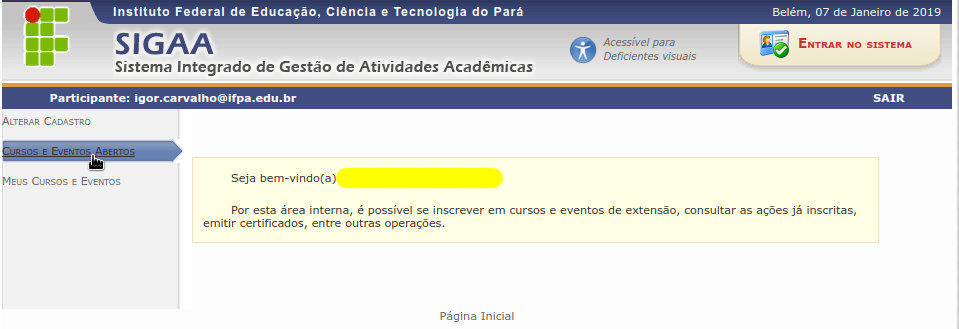 Instituto Federal de Educação, Ciência e Tecnologia do Pará
Belém, 07 de Janeiro de 2019
SIGAA
Sistema Integrado de Gestão de Atividades Acadêmicas
Acessível para
Deficientes visuais
Entrar no sistema
Participante: igor.carvalho@ifpa.edu.br
SAIR
Alterar Cadastro
Cursos e Eventos Abertos
Meus Cursos e Eventos
Seja bem-vindo(a)
Por esta área interna, é possível se inscrever em cursos e eventos de extensão, consultar as ações já inscritas,
emitir certificados, entre outras operações.
Página Inicial